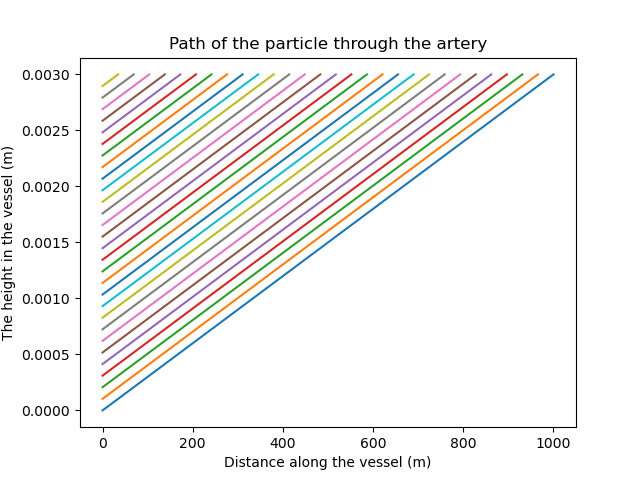 Path of the particle through the artery
0.0030
0.0025
0.0020
0.0015
0.0010
0.0005
0.0000
The height in the vessel (m)
0 200 400 600 800 1000
Distance along the vessel (m)